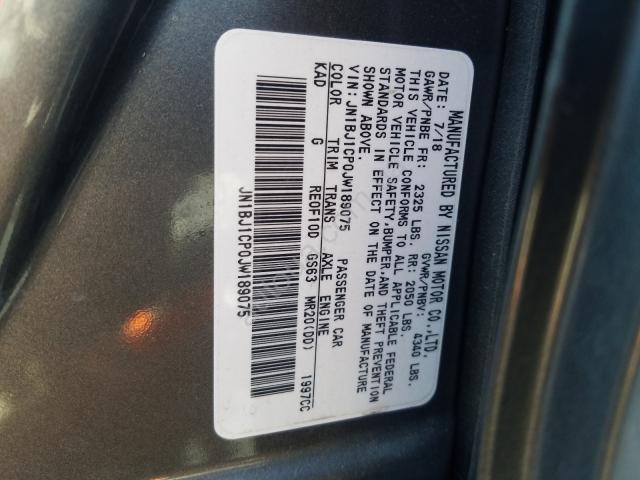 MANUFACTURED BY NISSAN MOTOR CO.,LTD.
DATE: 7/18 GVWR/PNBV: 4340 LBS.
GAWR/PNBE FR: 2325 LBS. RR: 2050 LBS.
THIS VEHICLE CONFORMS TO ALL APPLICABLE FEDERAL
MOTOR VEHICLE SAFETY,BUMPER,AND THEFT PREVENTION
STANDARDS IN EFFECT ON THE DATE OF MANUFACTURE
SHOWN ABOVE.
VIN:JN1BJ1CP0JW189075 PASSENGER CAR
COLOR TRIM TRANS AXLE ENGINE
KAD G RE0F10D GS63 MR20(DD) 1997CC
JN1BJ1CP0JW189075